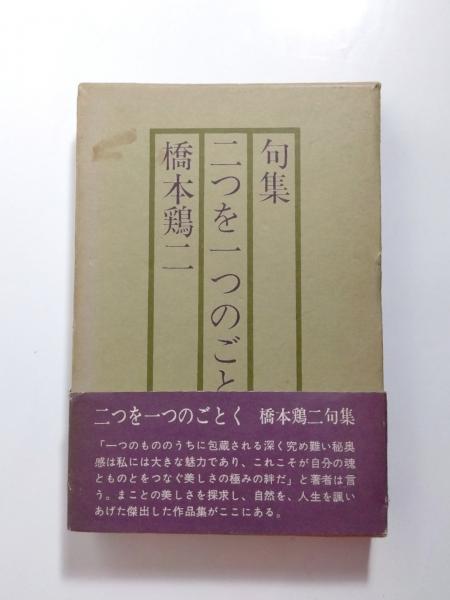 句集
二つを一つのごと
橋本鶏二
二つを一つのごとく 橋本鶏二句集
「一つのもののうちに包蔵される深く究め難い秘奥
感は私には大きな魅力であり、これこそが自分の魂
とものとをつなぐ美しさの極みの絆だ」と著者は言
う。まことの美しさを探求し、自然を、人生を諷い
あげた傑出した作品集がここにある。